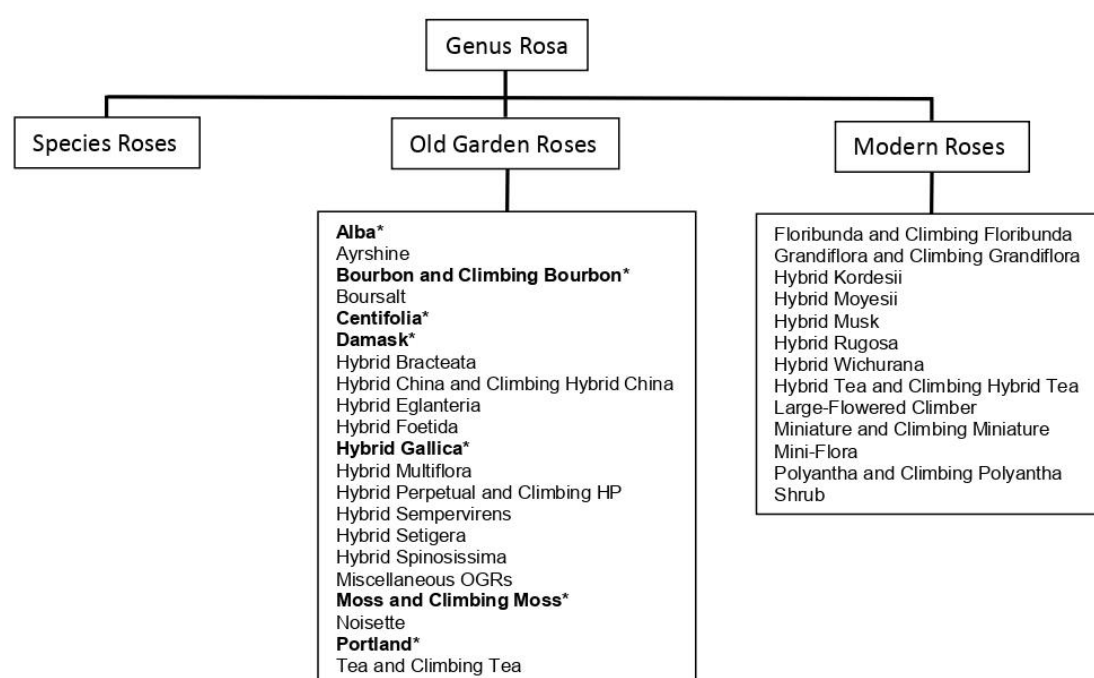 Genus Rosa
Species Roses
Old Garden Roses
Modern Roses
Alba*
Ayrshine
Bourbon and Climbing Bourbon*
Boursalt
Centifolia*
Damask*
Hybrid Bracteata
Hybrid China and Climbing Hybrid China
Hybrid Eglanteria
Hybrid Foetida
Hybrid Gallica*
Hybrid Multiflora
Hybrid Perpetual and Climbing HP
Hybrid Sempervirens
Hybrid Setigera
Hybrid Spinosissima
Miscellaneous OGRs
Moss and Climbing Moss*
Noisette
Portland*
Tea and Climbing Tea
Floribunda and Climbing Floribunda
Grandiflora and Climbing Grandiflora
Hybrid Kordesii
Hybrid Moyesii
Hybrid Musk
Hybrid Rugosa
Hybrid Wichurana
Hybrid Tea and Climbing Hybrid Tea
Large-Flowered Climber
Miniature and Climbing Miniature
Mini-Flora
Polyantha and Climbing Polyantha
Shrub